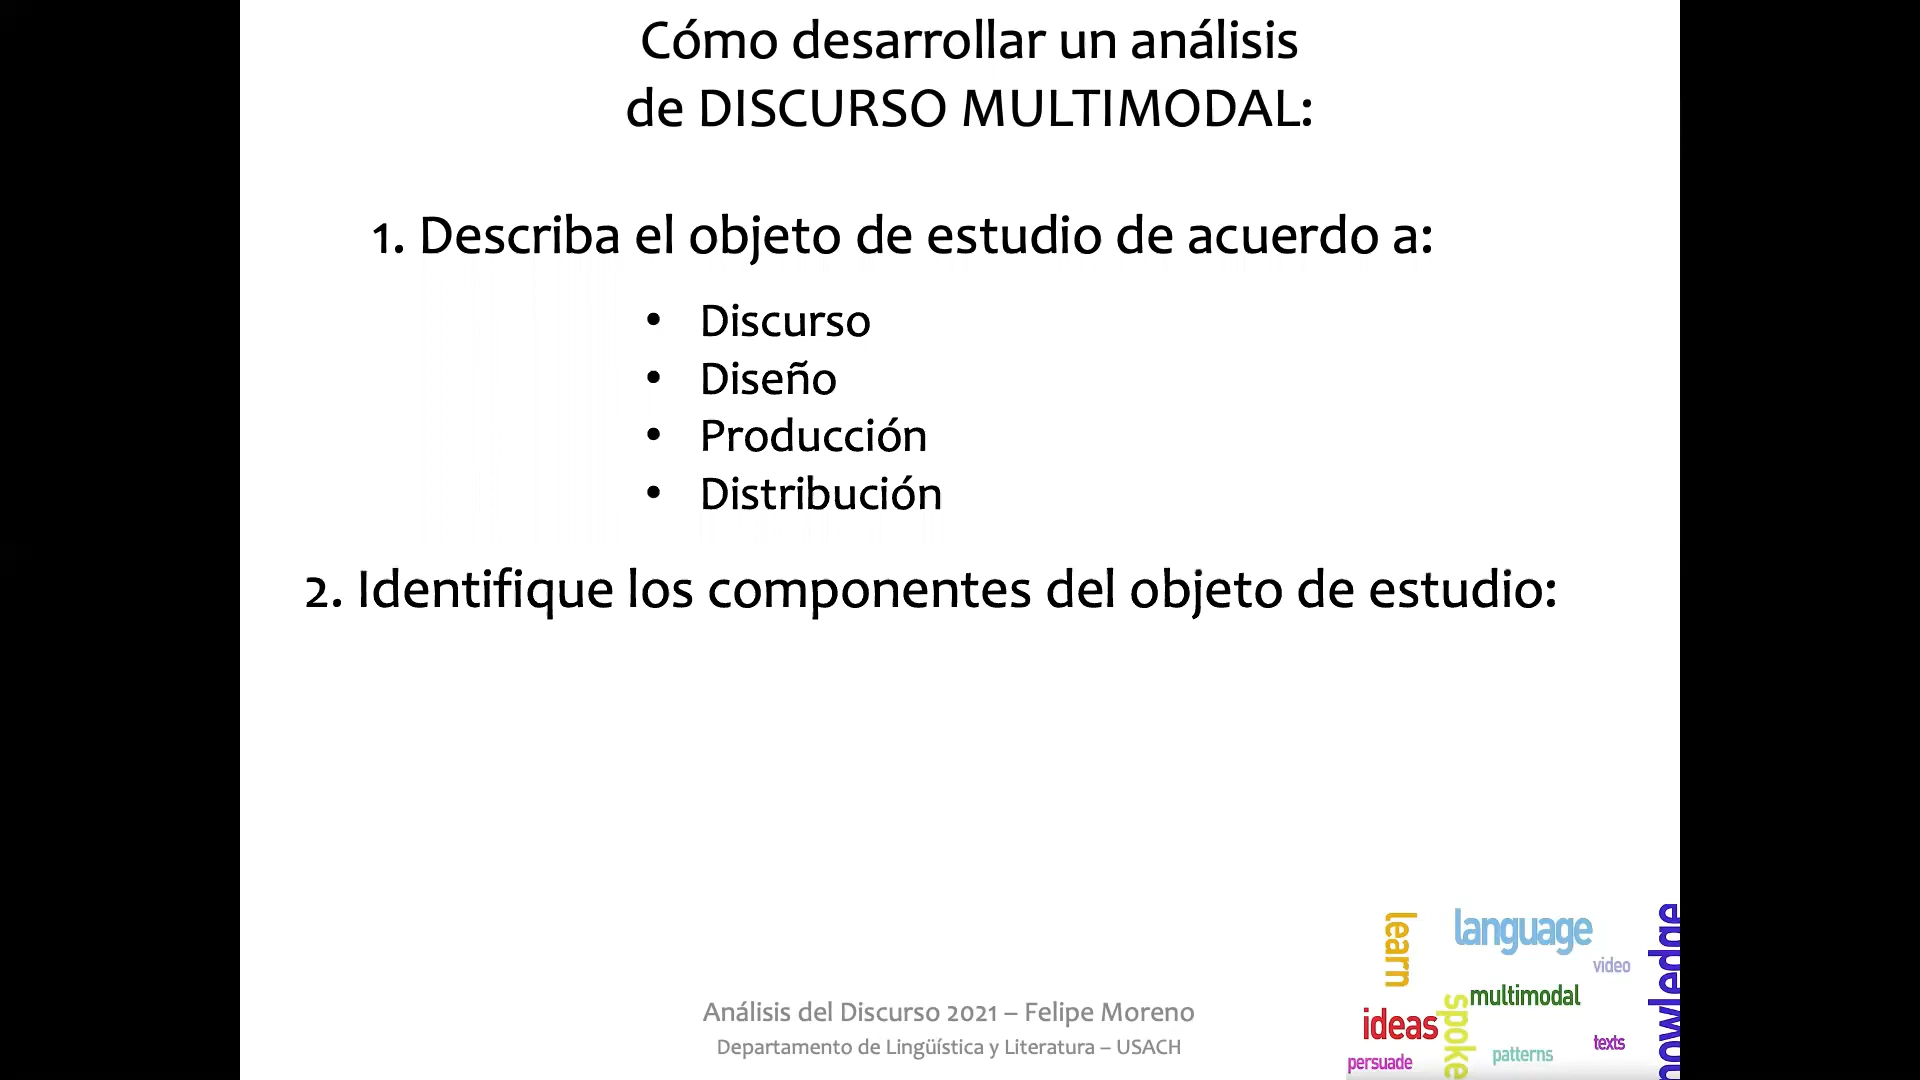 Cómo desarrollar un análisis
de DISCURSO MULTIMODAL:
1. Describa el objeto de estudio de acuerdo a:
• Discurso
• Diseño
• Producción
• Distribución
2. Identifique los componentes del objeto de estudio:
Análisis del Discurso 2021 – Felipe Moreno
Departamento de Lingüística y Literatura – USACH
learn
language
video
multimodal
ideas
spoke
texts
patterns
persuade